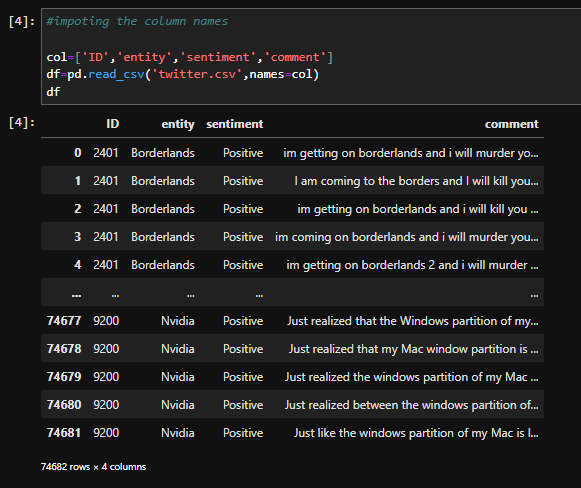 [4]: #impoting the column names
col=['ID','entity','sentiment','comment']
df=pd.read_csv('twitter.csv',names=col)
df
[4]: ID entity sentiment comment
0 2401 Borderlands Positive im getting on borderlands and i will murder yo...
1 2401 Borderlands Positive I am coming to the borders and I will kill you...
2 2401 Borderlands Positive im getting on borderlands and i will kill you ...
3 2401 Borderlands Positive im coming on borderlands and i will murder you...
4 2401 Borderlands Positive im getting on borderlands 2 and i will murder ...
... ... ... ... ...
74677 9200 Nvidia Positive Just realized that the Windows partition of my...
74678 9200 Nvidia Positive Just realized that my Mac window partition is ...
74679 9200 Nvidia Positive Just realized the windows partition of my Mac ...
74680 9200 Nvidia Positive Just realized between the windows partition of...
74681 9200 Nvidia Positive Just like the windows partition of my Mac is l...
74682 rows × 4 columns